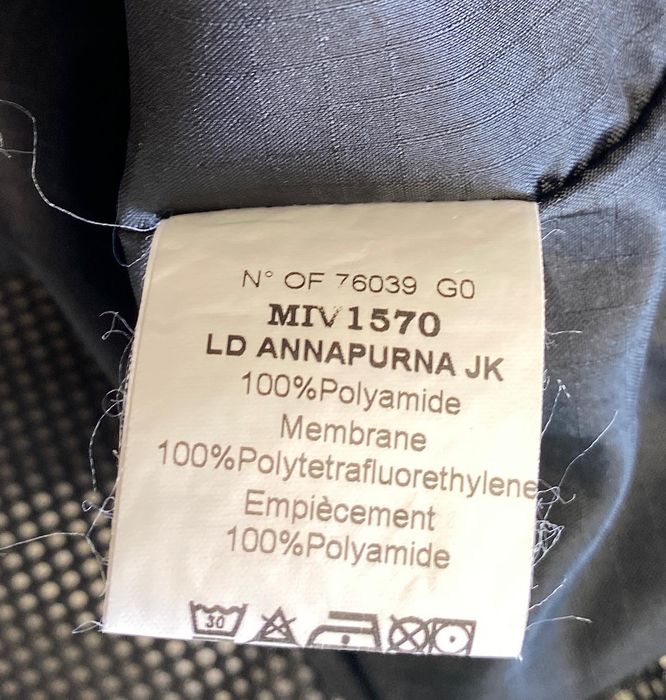 N° OF 76039 G0
MIV1570
LD ANNAPURNA JK
100%Polyamide
Membrane
100%Polytetrafluorethylene
Empiècement
100%Polyamide
30